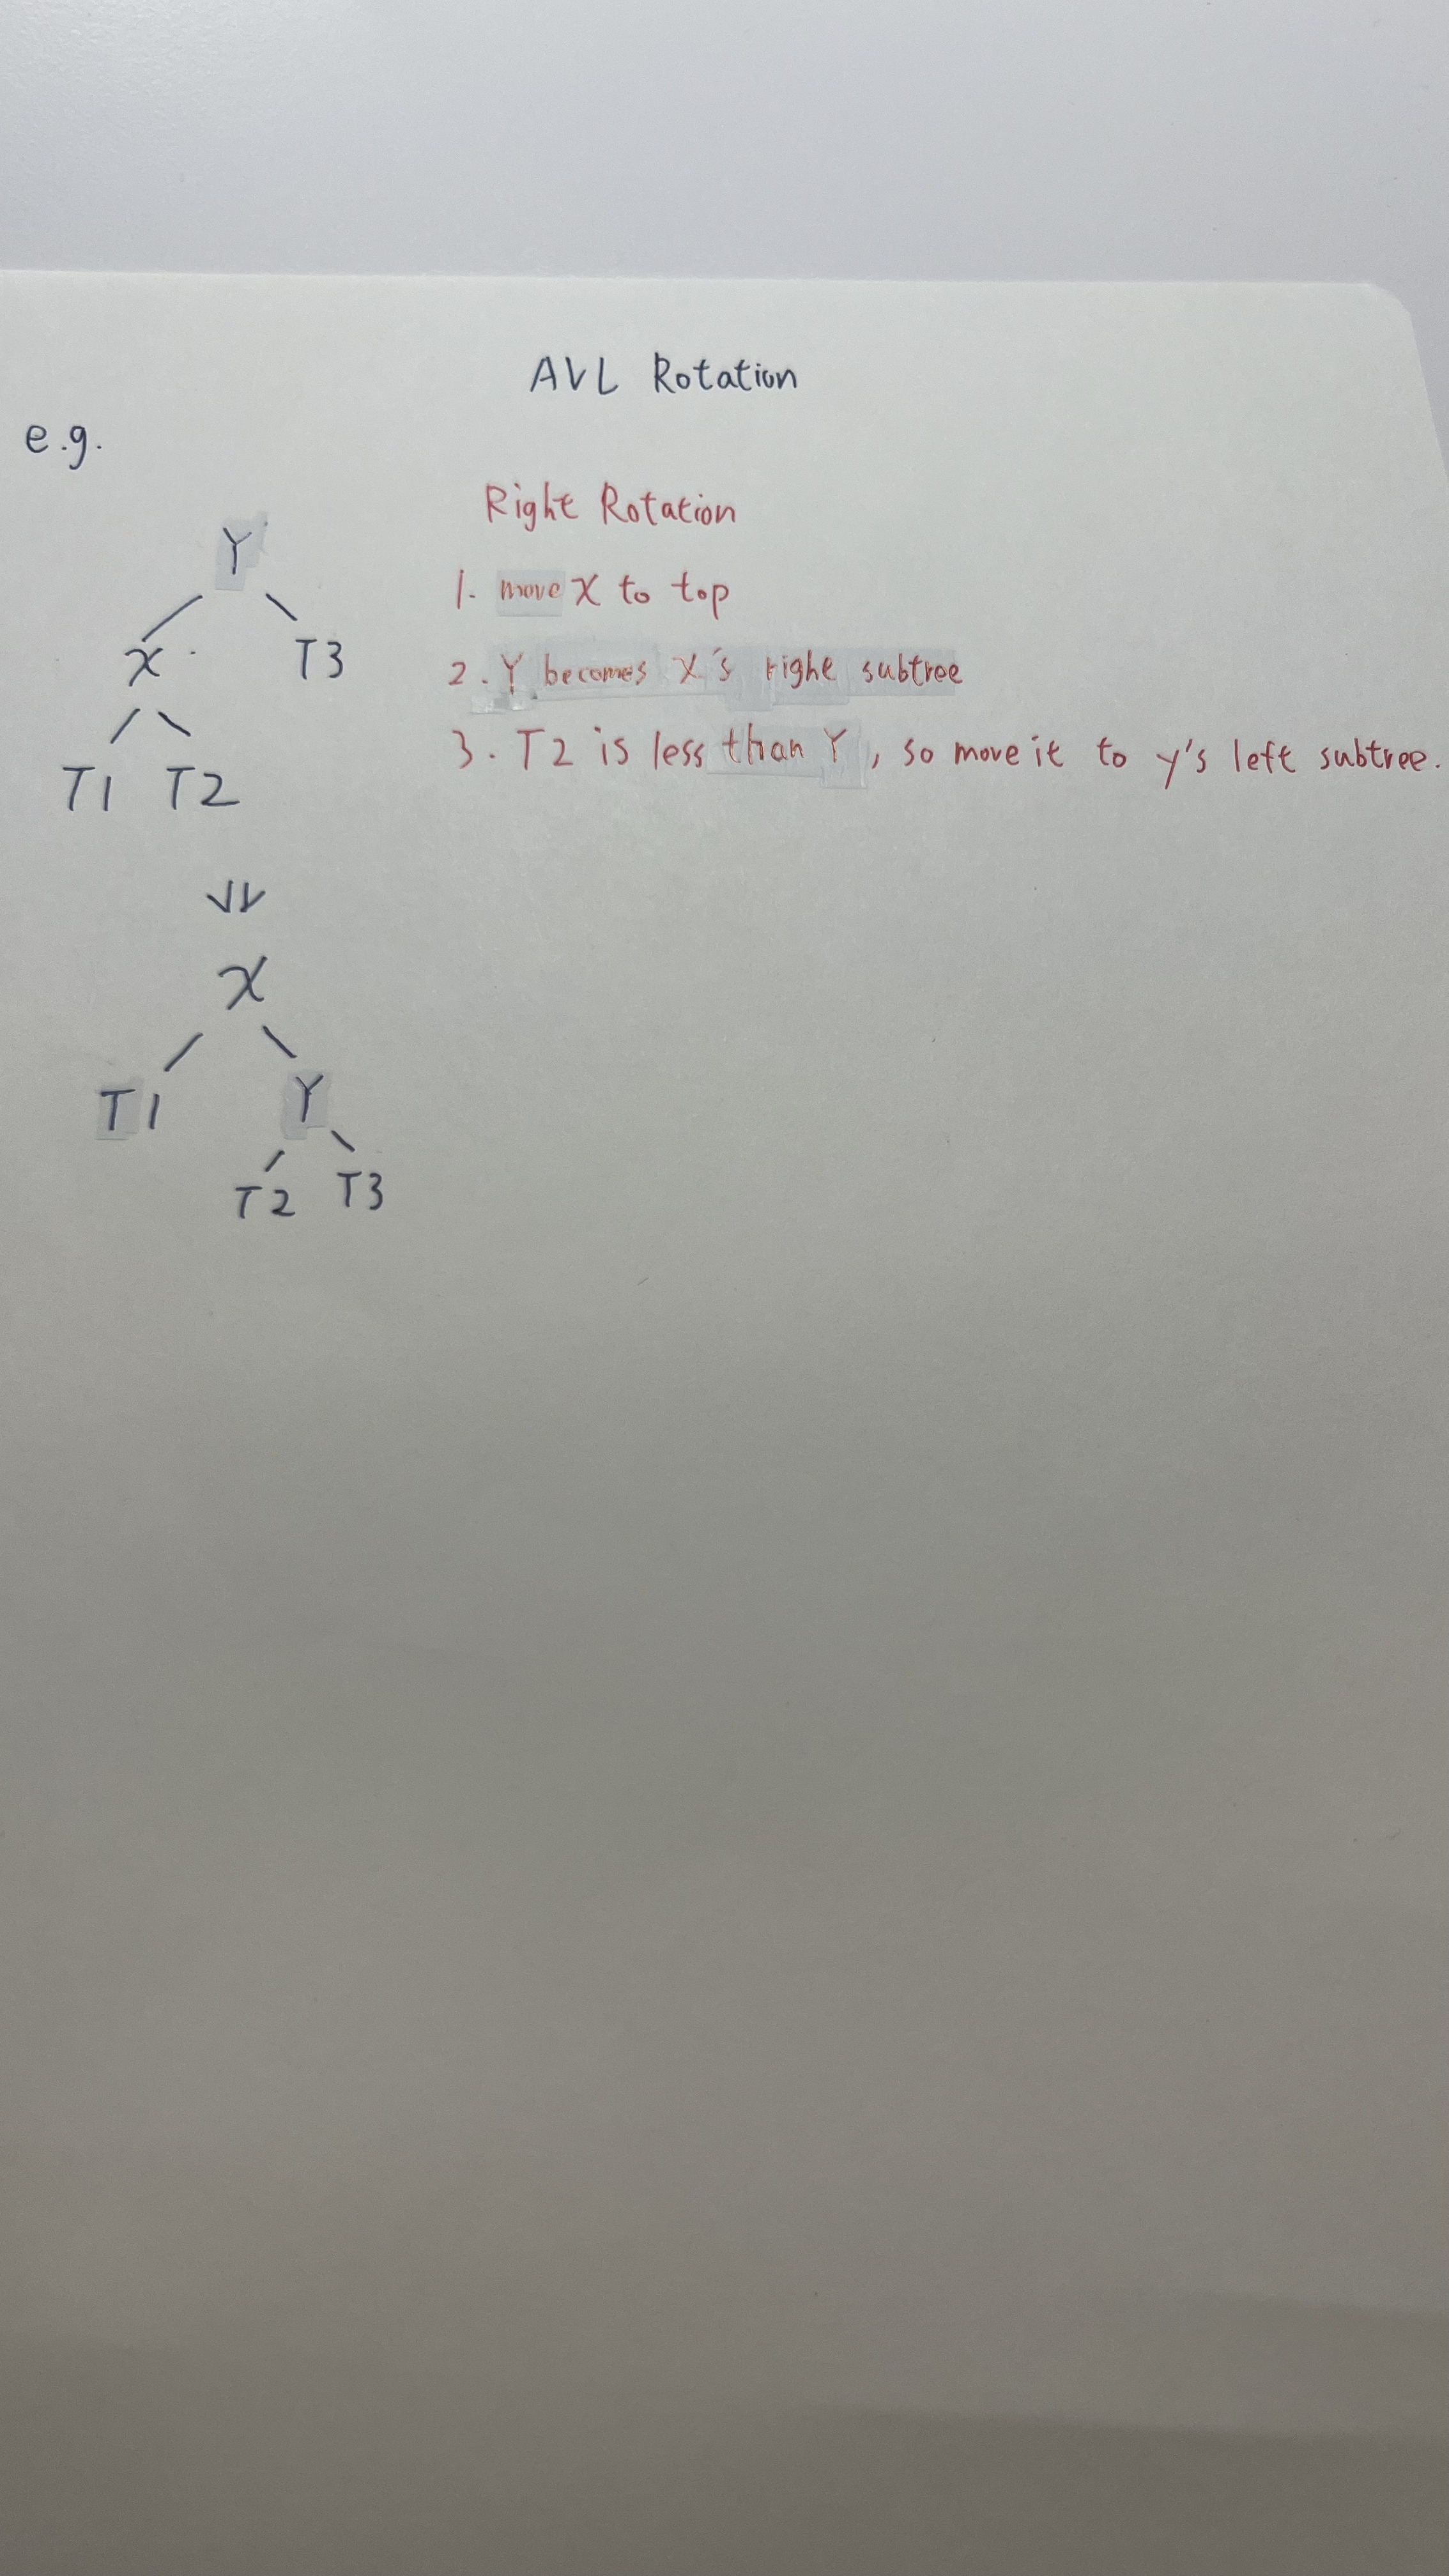 AVL Rotation
e.g.
Right Rotation
1. move X to top
2. Y becomes X's righe subtree
3. T2 is less than Y, so move it to y's left subtree.
Y
X T3
T1 T2
X
T1 Y
T2 T3